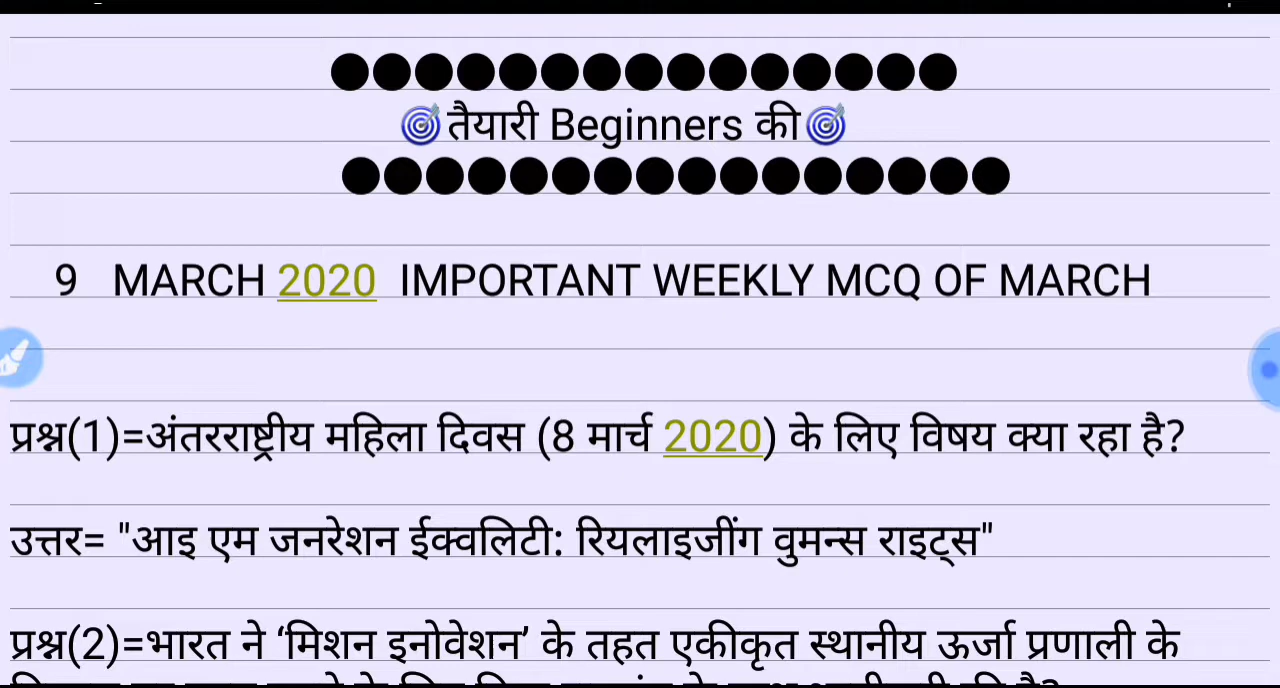 ●●●●●●●●●●●●●●●
🎯तैयारी Beginners की🎯
●●●●●●●●●●●●●●●●
9 MARCH 2020 IMPORTANT WEEKLY MCQ OF MARCH
प्रश्न(1)=अंतरराष्ट्रीय महिला दिवस (8 मार्च 2020) के लिए विषय क्या रहा है?
उत्तर= "आइ एम जनरेशन ईक्वलिटी: रियलाइजींग वुमन्स राइट्स"
प्रश्न(2)=भारत ने ‘मिशन इनोवेशन’ के तहत एकीकृत स्थानीय ऊर्जा प्रणाली के